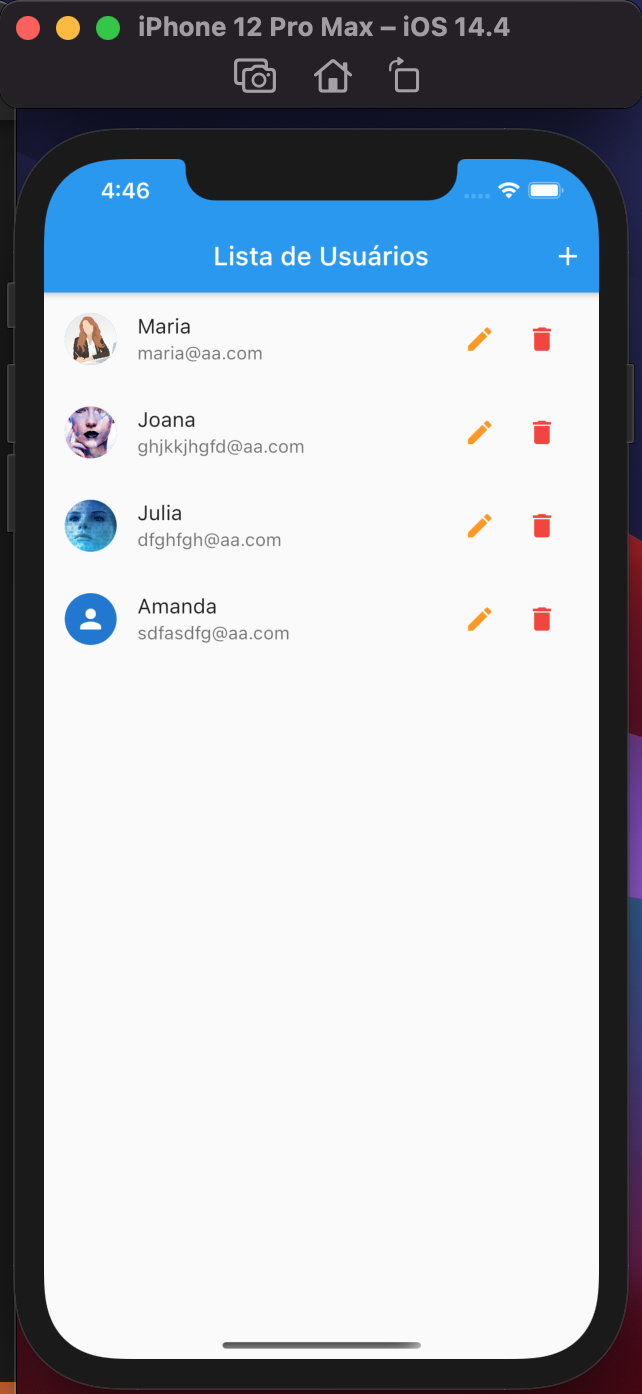 iPhone 12 Pro Max – iOS 14.4
4:46
Lista de Usuários
Maria
maria@aa.com
Joana
ghjkkjhgfd@aa.com
Julia
dfghfgh@aa.com
Amanda
sdfasdfg@aa.com